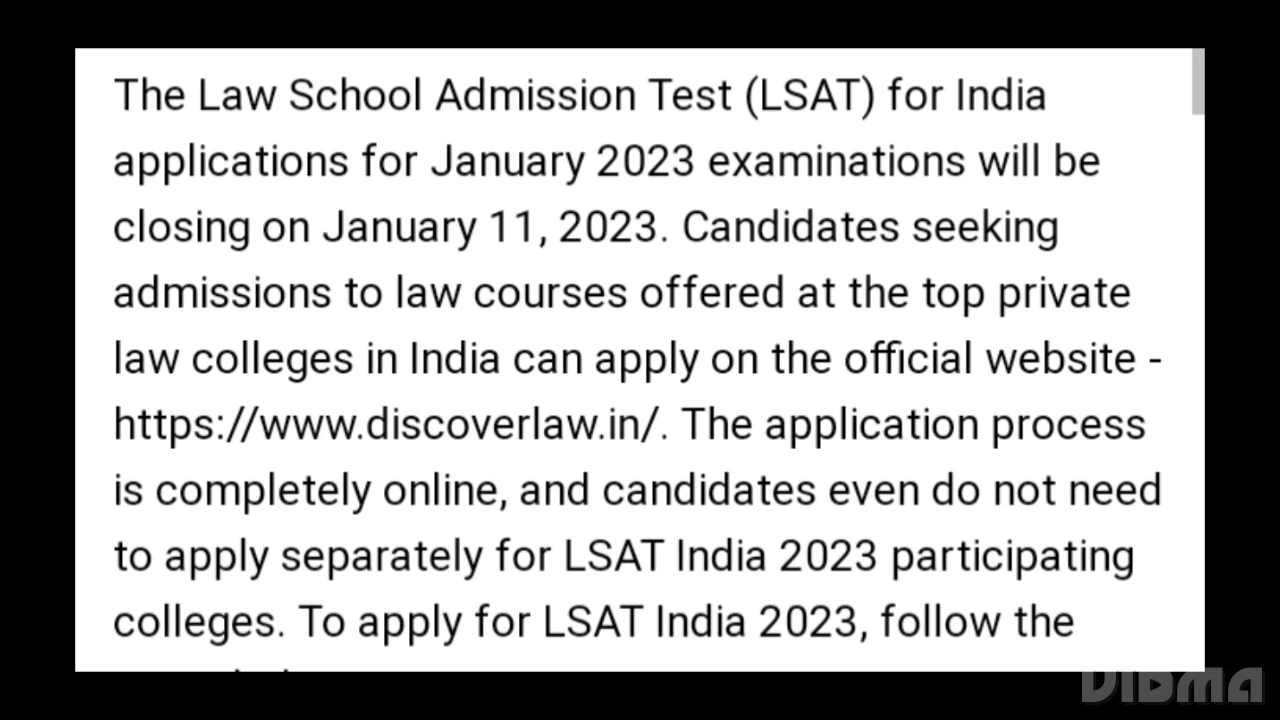 The Law School Admission Test (LSAT) for India
applications for January 2023 examinations will be
closing on January 11, 2023. Candidates seeking
admissions to law courses offered at the top private
law colleges in India can apply on the official website -
https://www.discoverlaw.in/. The application process
is completely online, and candidates even do not need
to apply separately for LSAT India 2023 participating
colleges. To apply for LSAT India 2023, follow the